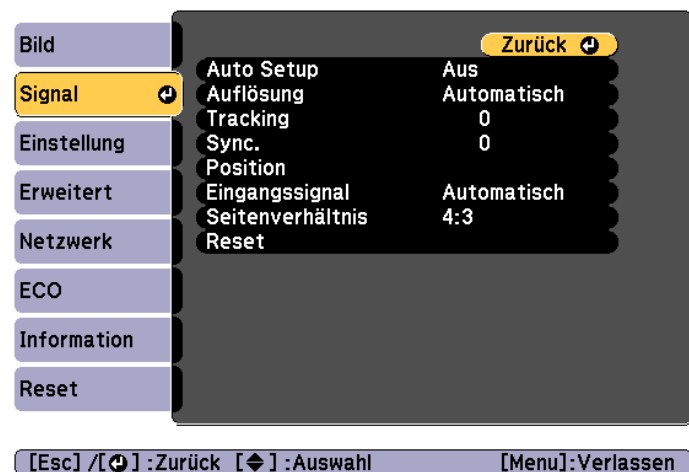 Bild
Signal
Einstellung
Erweitert
Netzwerk
ECO
Information
Reset
Zurück
Auto Setup Aus
Auflösung Automatisch
Tracking 0
Sync. 0
Position
Eingangssignal Automatisch
Seitenverhältnis 4:3
Reset
[Esc] /[⏎] :Zurück [◆] :Auswahl [Menu]:Verlassen